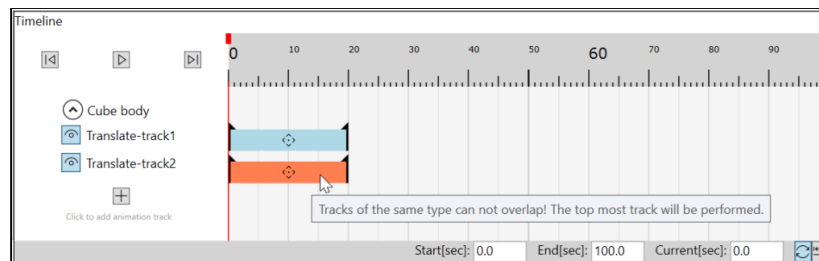 Timeline
0 10 20 30 40 50 60 70 80 90
Cube body
Translate-track1
Translate-track2
Tracks of the same type can not overlap! The top most track will be performed.
Click to add animation track
Start[sec]: 0.0 End[sec]: 100.0 Current[sec]: 0.0